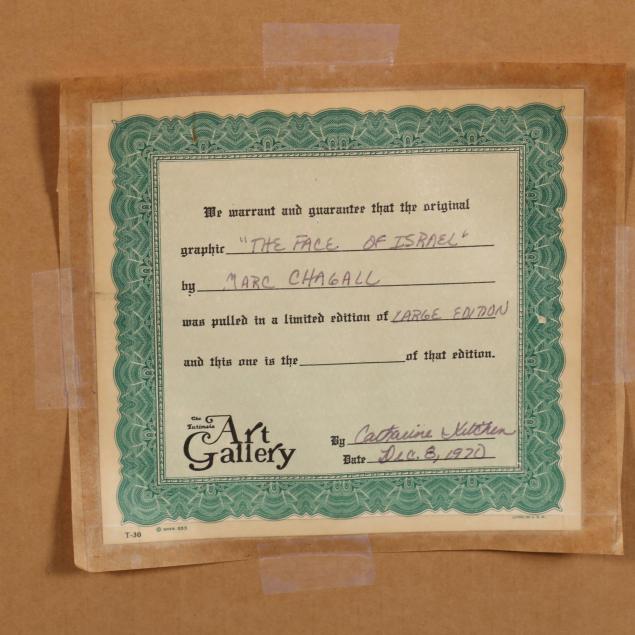 We warrant and guarantee that the original
graphic "THE FACE OF ISRAEL"
by MARC CHAGALL
was pulled in a limited edition of LARGE EDITION
and this one is the of that edition.
The
Art
Gallery
By Catharine Kitchen
Date Dec. 8, 1970
T-30